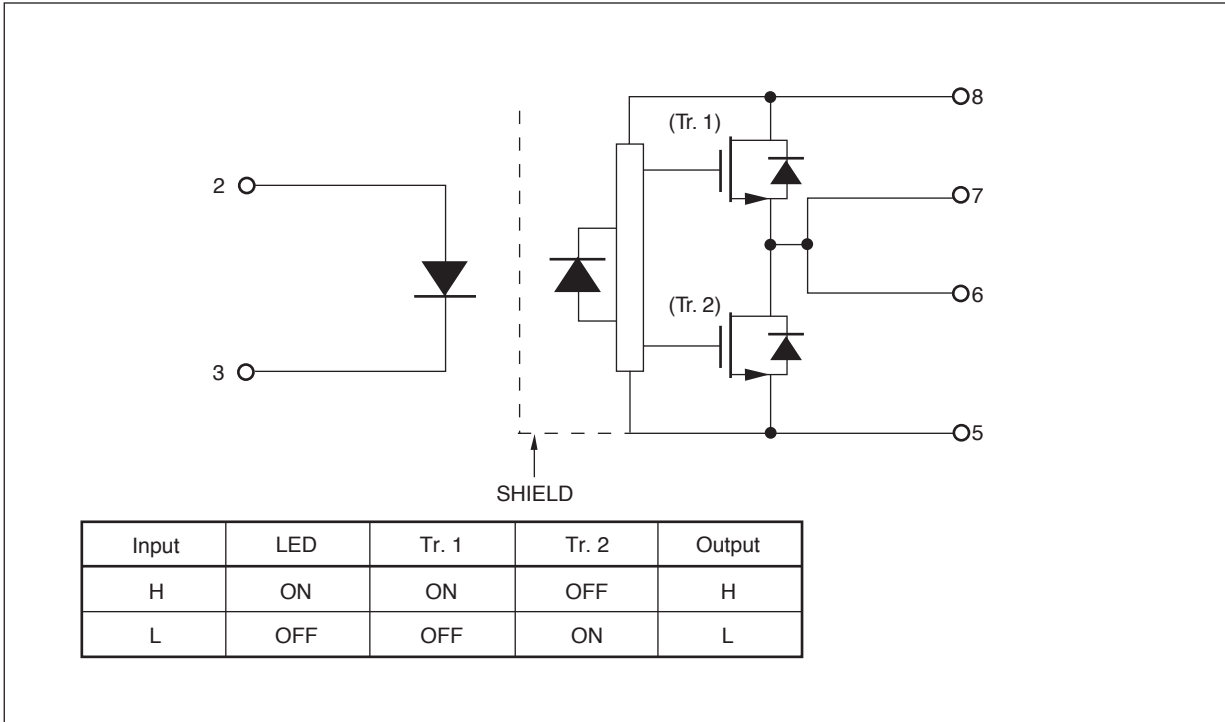 8
(Tr. 1)
2
7
6
(Tr. 2)
3
5
SHIELD
Input LED Tr. 1 Tr. 2 Output
H ON ON OFF H
L OFF OFF ON L